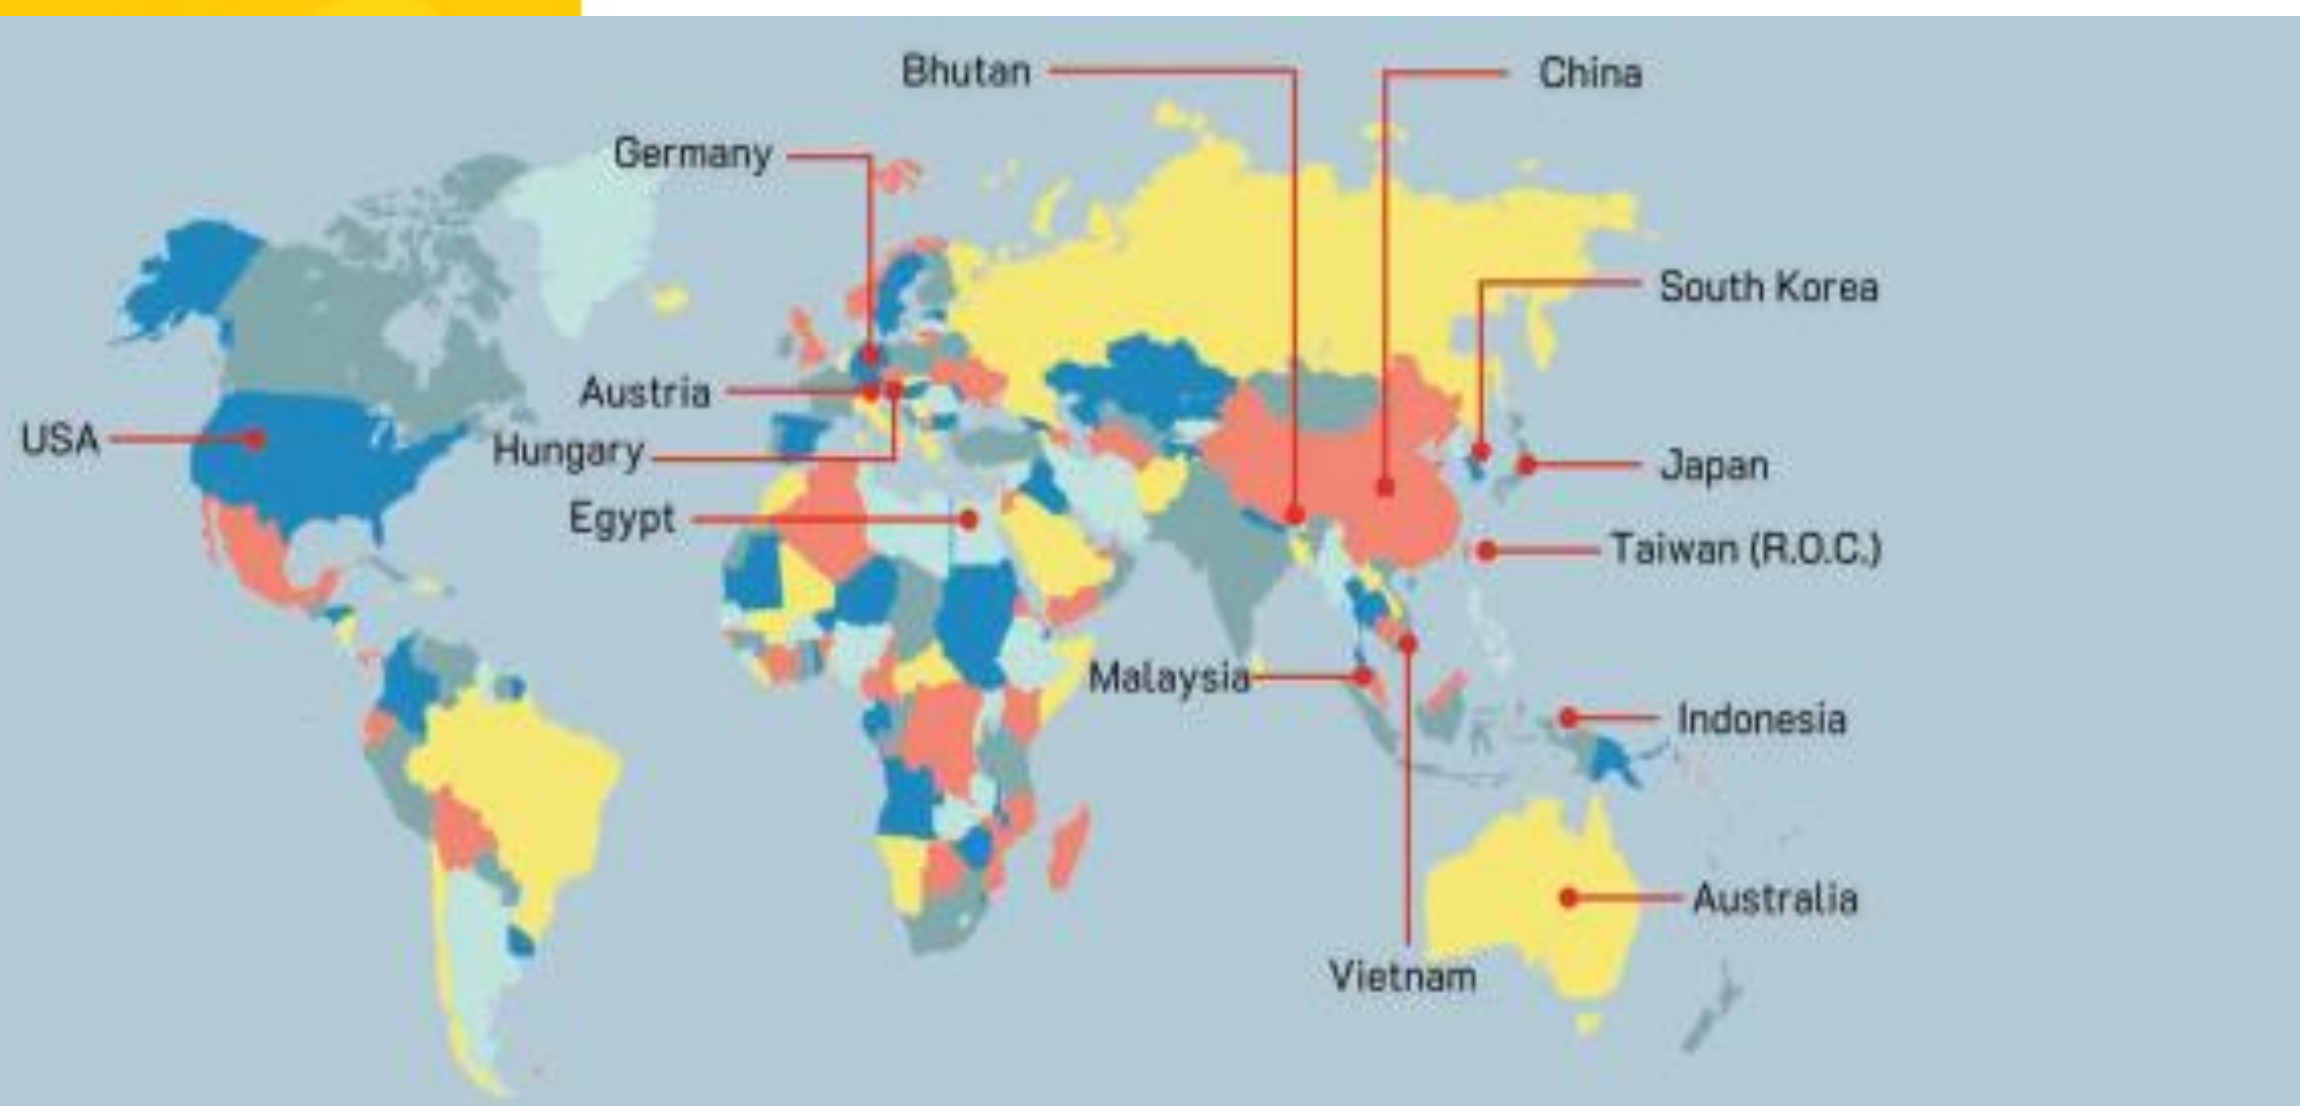 Bhutan
China
Germany
South Korea
Austria
USA
Hungary
Japan
Egypt
Taiwan (R.O.C.)
Malaysia
Indonesia
Australia
Vietnam